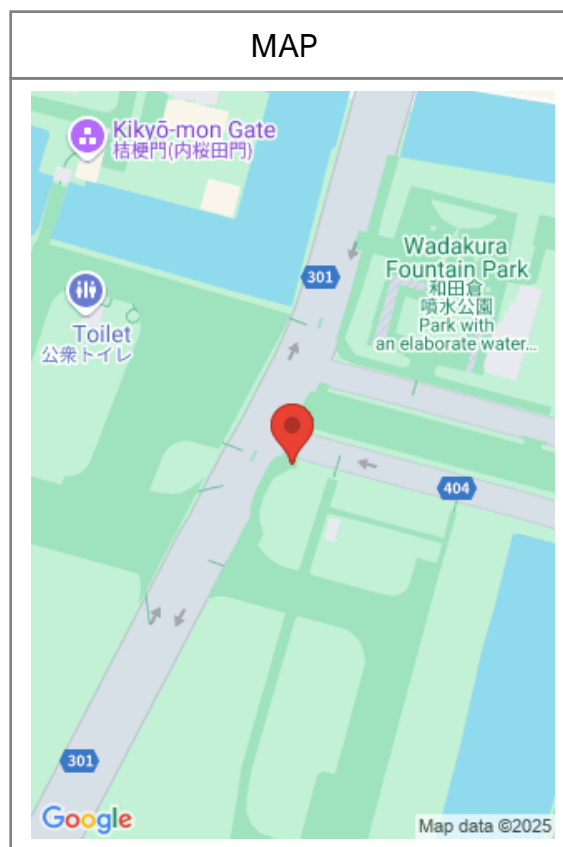 MAP
Kikyō-mon Gate
桔梗門(内桜田門)
301
Wadakura
Fountain Park
和田倉
噴水公園
Park with
an elaborate water...
Toilet
公衆トイレ
404
301
Google
Map data ©2025